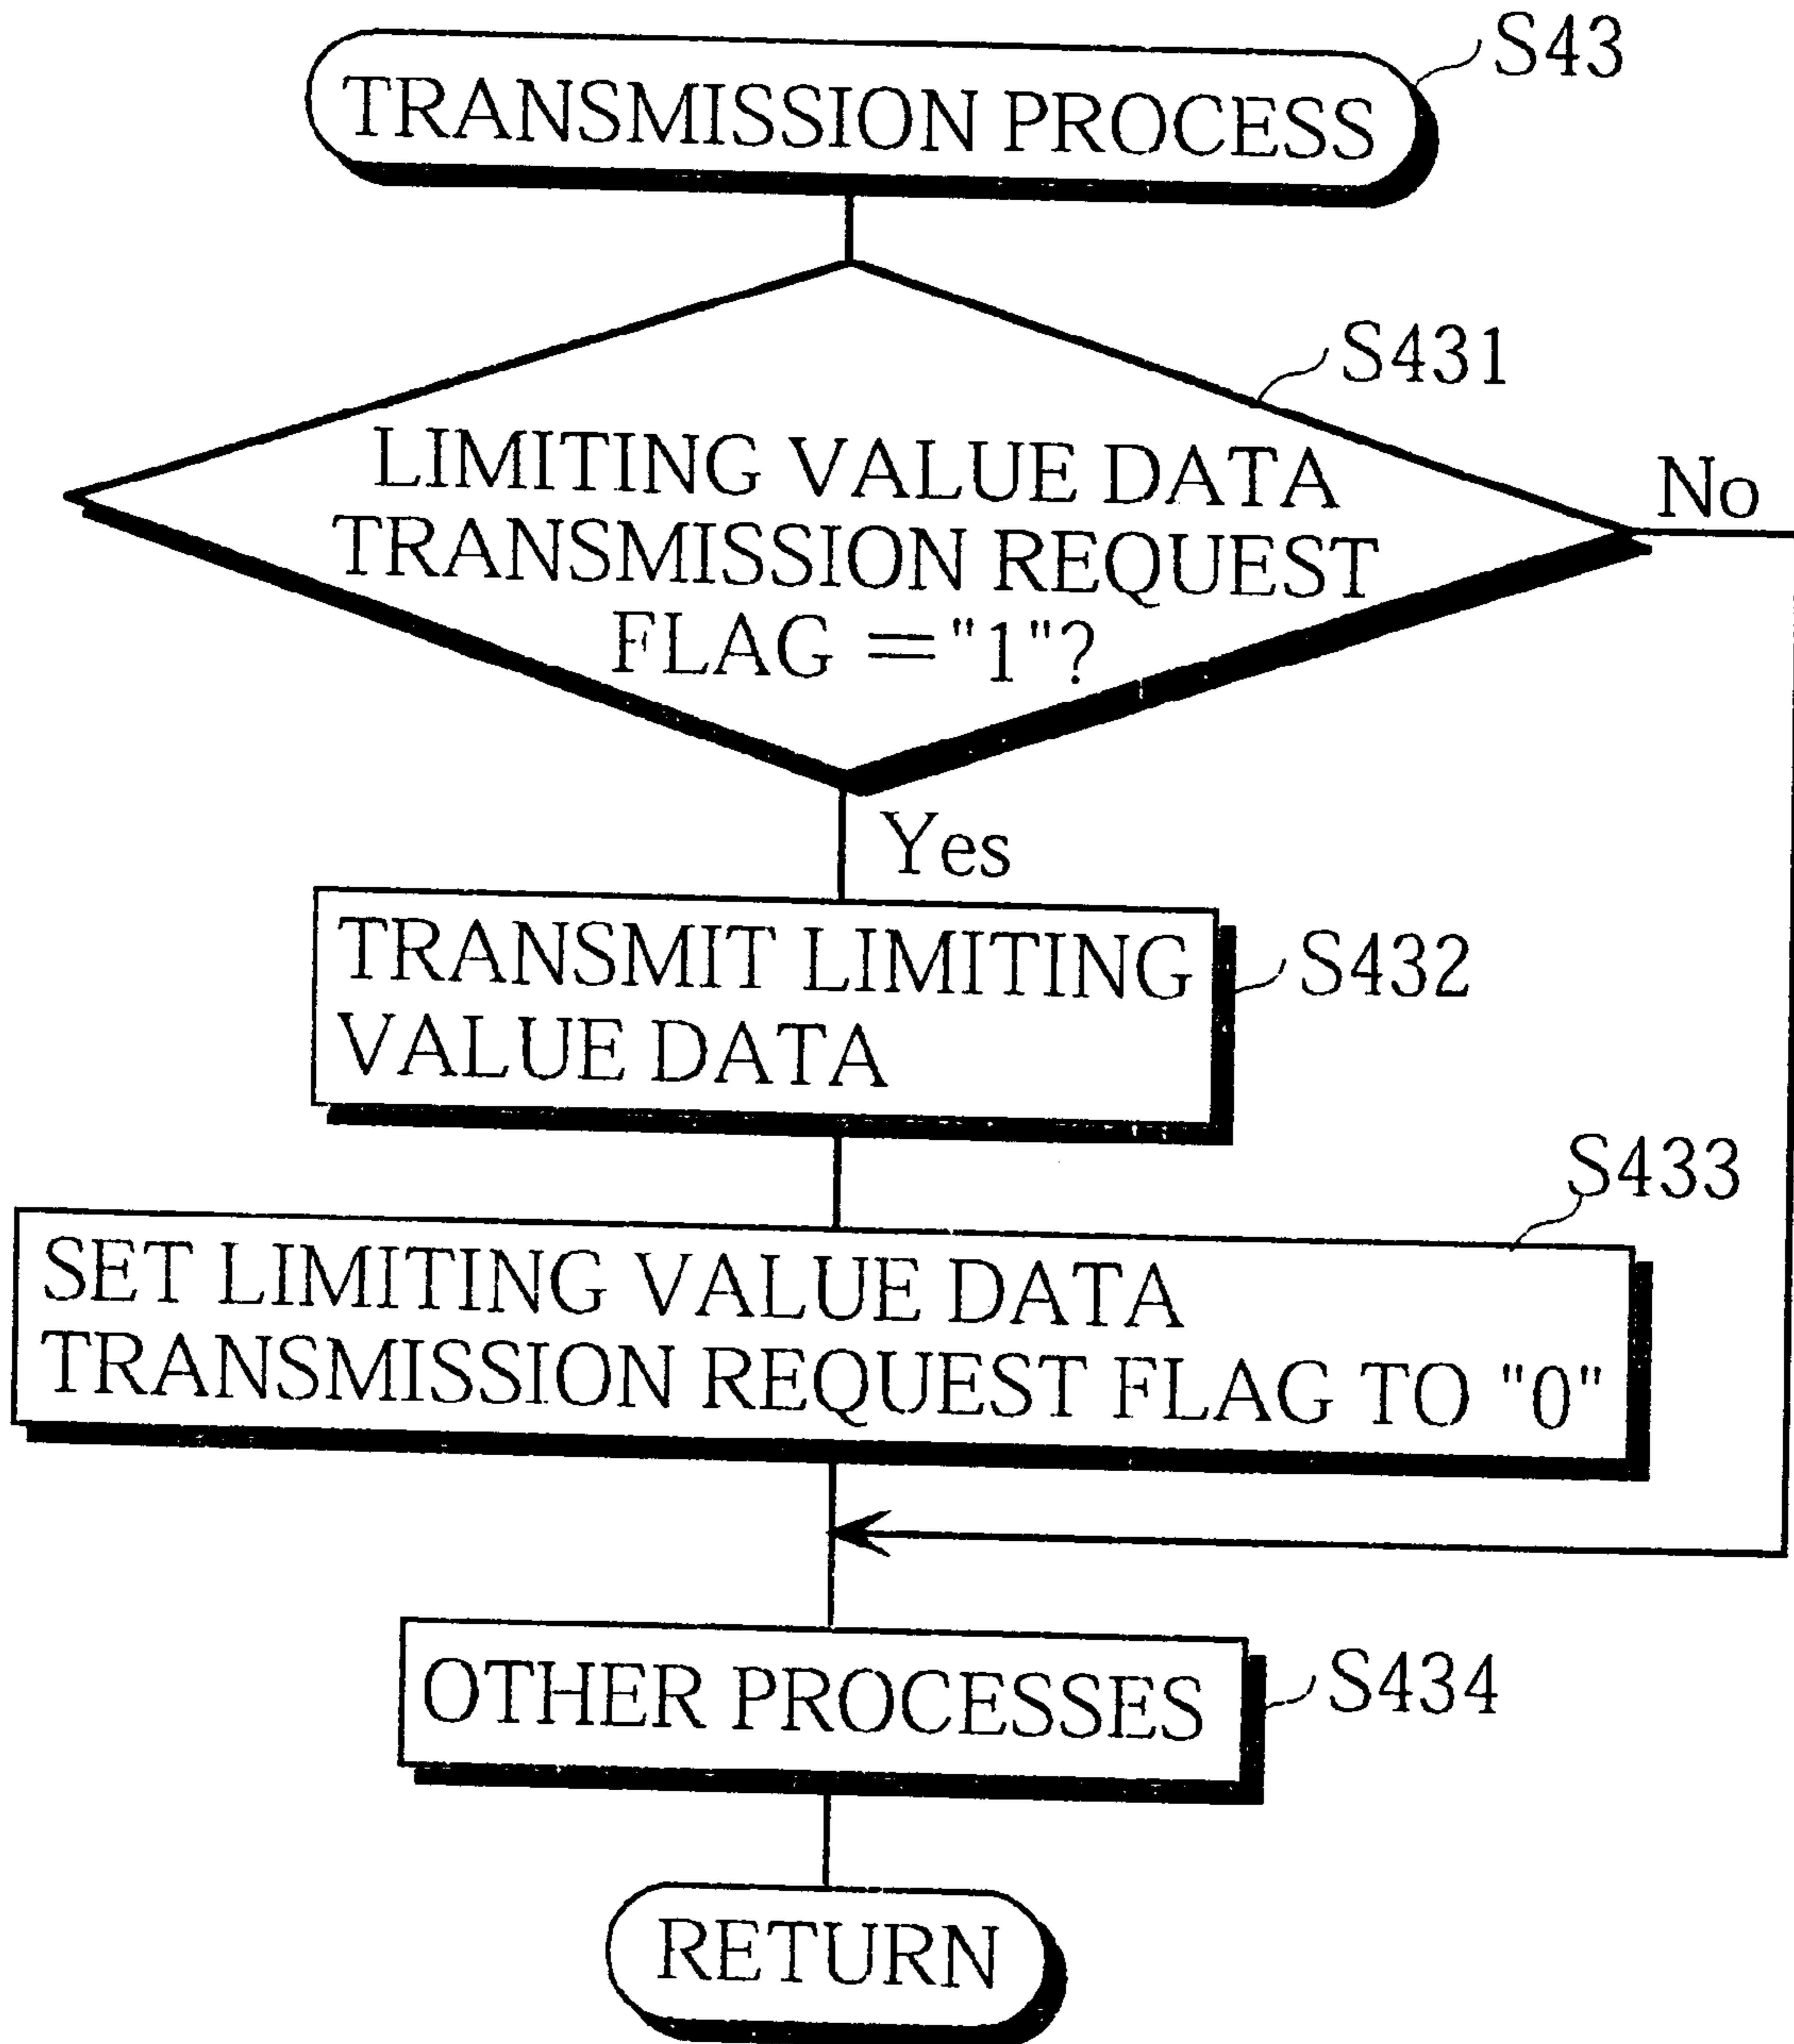 S43
TRANSMISSION PROCESS
S431
LIMITING VALUE DATA
TRANSMISSION REQUEST
FLAG ="1"?
No
Yes
TRANSMIT LIMITING
VALUE DATA
S432
S433
SET LIMITING VALUE DATA
TRANSMISSION REQUEST FLAG TO "0"
OTHER PROCESSES
S434
RETURN